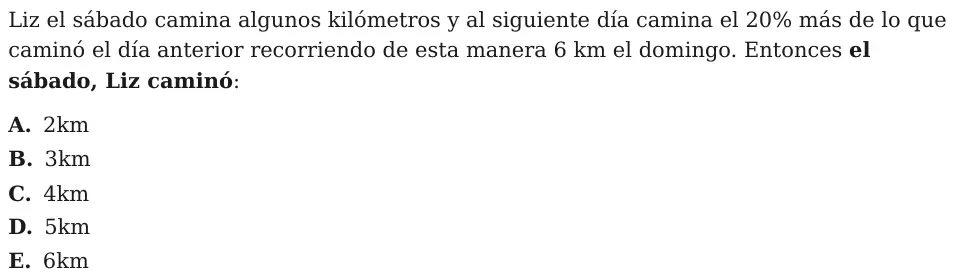 Liz el sábado camina algunos kilómetros y al siguiente día camina el 20% más de lo que
caminó el día anterior recorriendo de esta manera 6 km el domingo. Entonces el
sábado, Liz caminó:
A. 2km
B. 3km
C. 4km
D. 5km
E. 6km